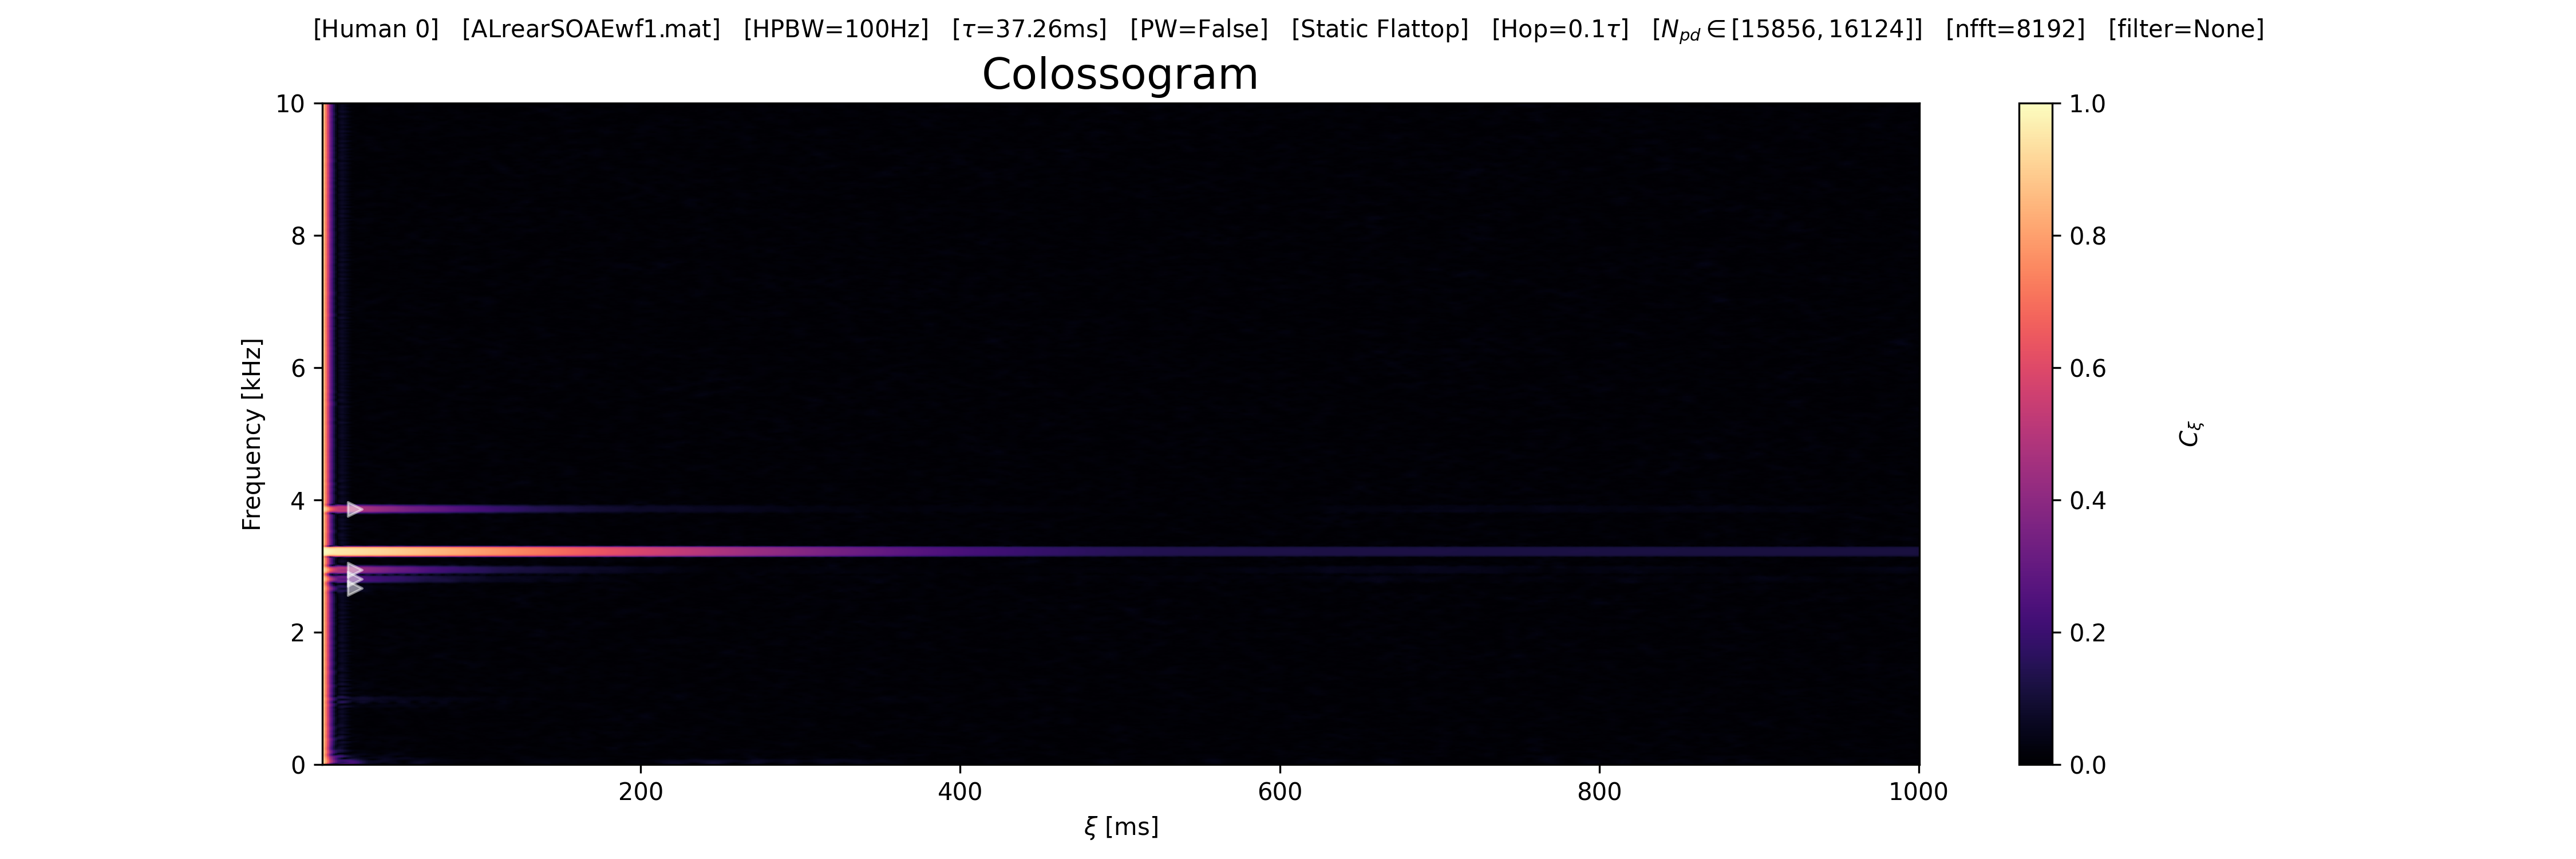 [Human 0] [ALrearSOAEwf1.mat] [HPBW=100Hz] [τ=37.26ms] [PW=False] [Static Flattop] [Hop=0.1τ] [N_pd ∈ [15856, 16124]] [nfft=8192] [filter=None]
Colossogram
Frequency [kHz]
10
8
6
4
2
0
200 400 600 800 1000
ξ [ms]
1.0
0.8
0.6
0.4
0.2
0.0
C_ξ